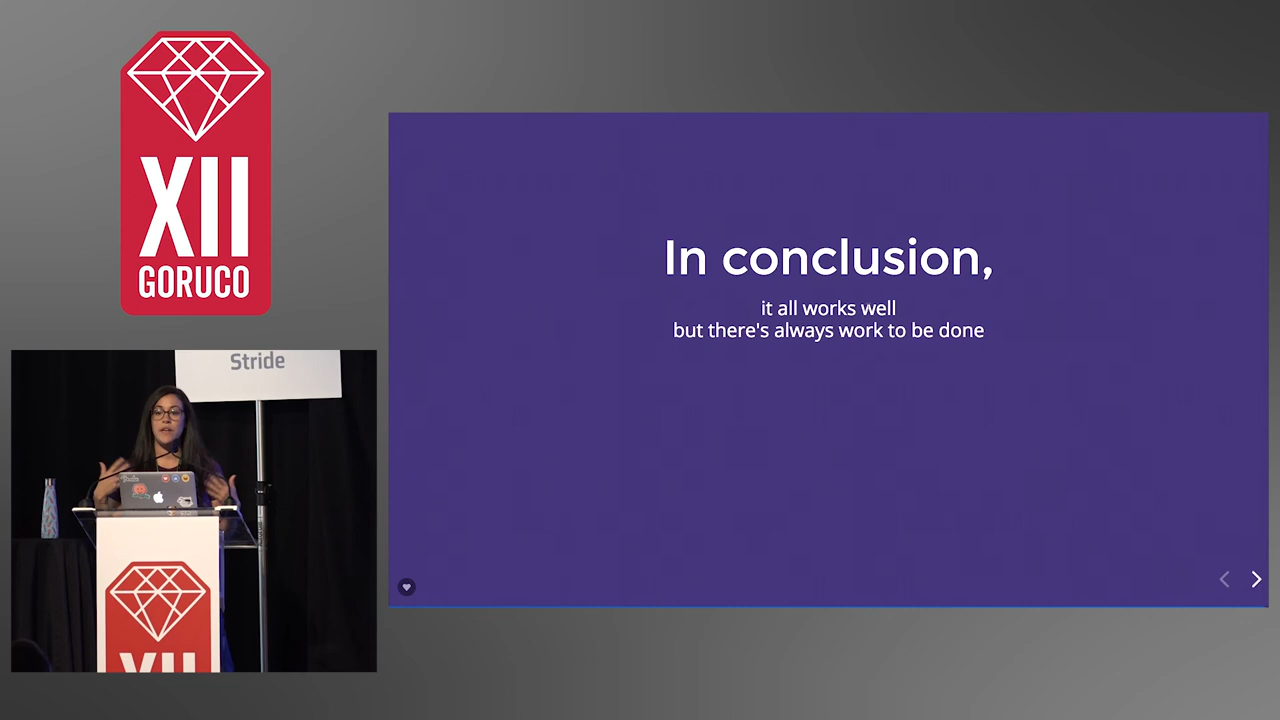 XII
GORUCO
Stride
XII
In conclusion,
it all works well
but there's always work to be done